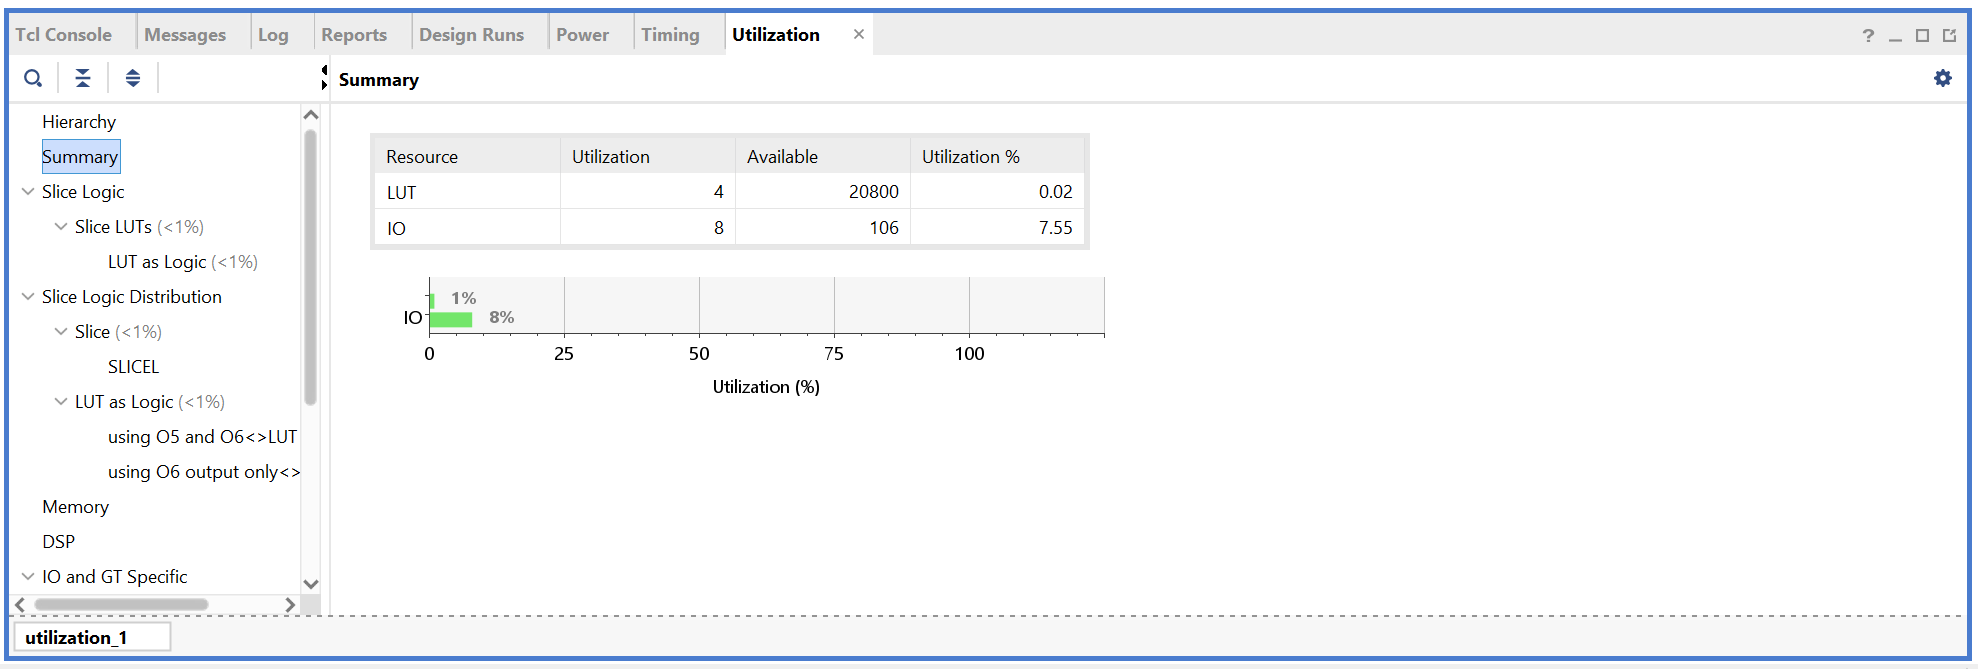 Tcl Console Messages Log Reports Design Runs Power Timing Utilization × ?
Summary
Hierarchy
Summary
Slice Logic
Slice LUTs (<1%)
LUT as Logic (<1%)
Slice Logic Distribution
Slice (<1%)
SLICEL
LUT as Logic (<1%)
using O5 and O6<>LUT
using O6 output only<>
Memory
DSP
IO and GT Specific
Resource Utilization Available Utilization %
LUT 4 20800 0.02
IO 8 106 7.55
1%
IO 8%
0 25 50 75 100
Utilization (%)
utilization_1